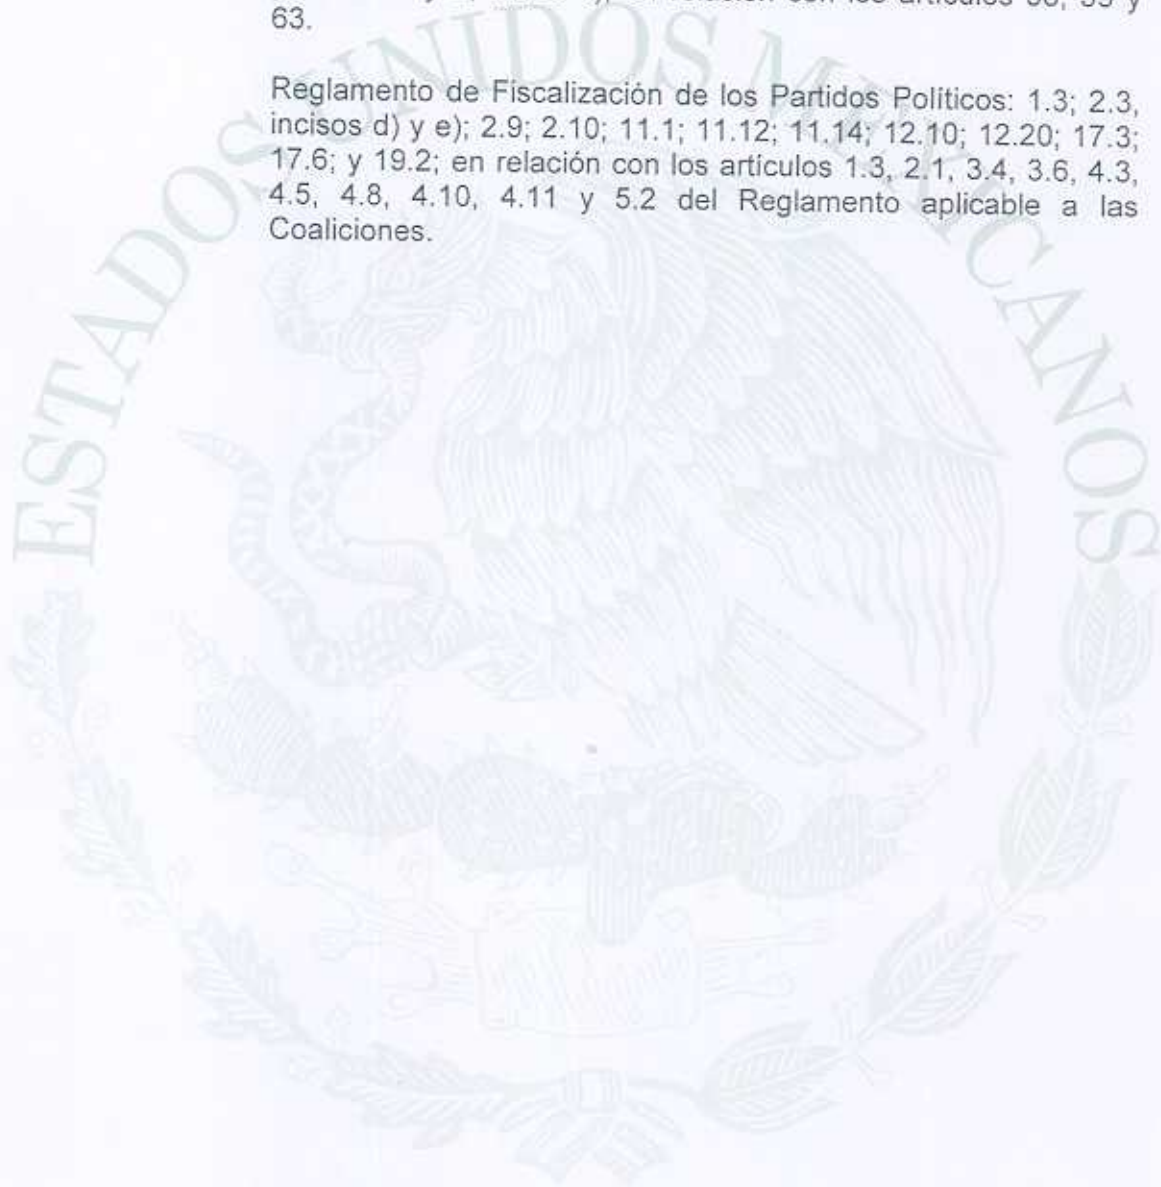 63.
Reglamento de Fiscalización de los Partidos Políticos: 1.3; 2.3,
incisos d) y e); 2.9; 2.10; 11.1; 11.12; 11.14; 12.10; 12.20; 17.3;
17.6; y 19.2; en relación con los artículos 1.3, 2.1, 3.4, 3.6, 4.3,
4.5, 4.8, 4.10, 4.11 y 5.2 del Reglamento aplicable a las
Coaliciones.
ESTADOS UNIDOS MEXICANOS